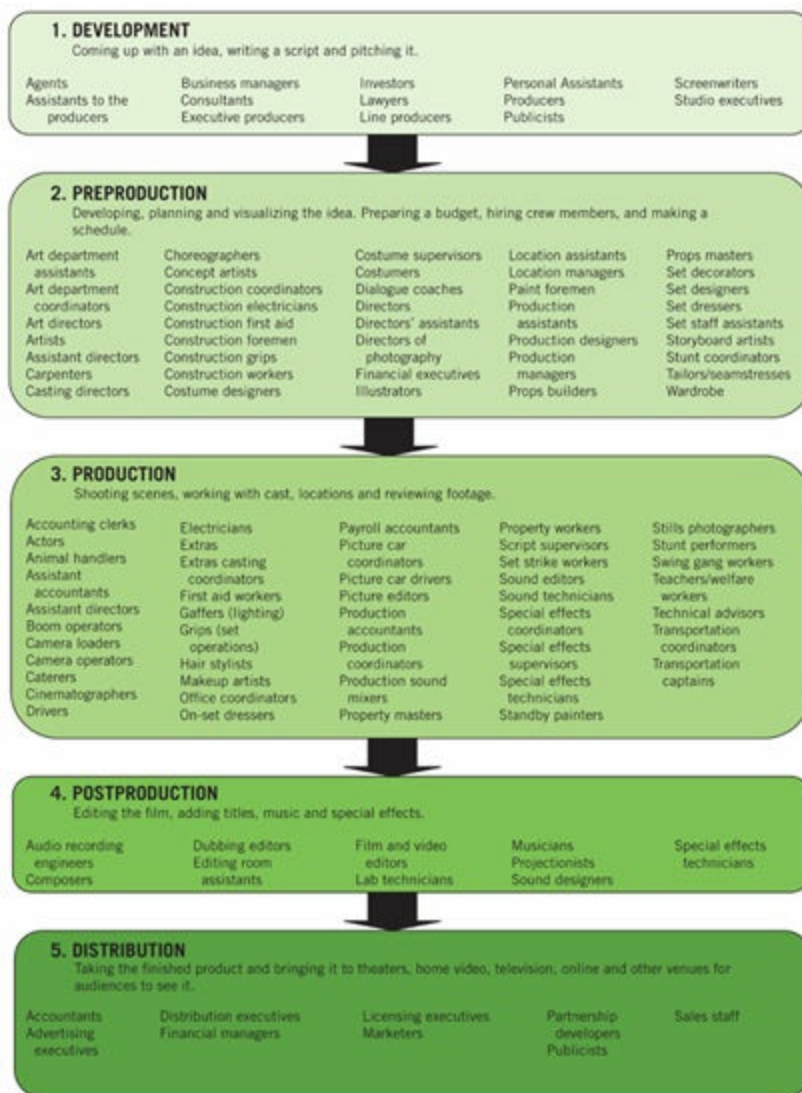 1. DEVELOPMENT
Coming up with an idea, writing a script and pitching it.
Agents
Assistants to the
producers
Business managers
Consultants
Executive producers
Investors
Lawyers
Line producers
Personal Assistants
Producers
Publicists
Screenwriters
Studio executives
2. PREPRODUCTION
Developing, planning and visualizing the idea. Preparing a budget, hiring crew members, and making a
schedule.
Art department
assistants
Art department
coordinators
Art directors
Artists
Assistant directors
Carpenters
Casting directors
Choreographers
Concept artists
Construction coordinators
Construction electricians
Construction first aid
Construction foremen
Construction grips
Construction workers
Costume designers
Costume supervisors
Costumers
Dialogue coaches
Directors
Directors' assistants
Directors of
photography
Financial executives
Illustrators
Location assistants
Location managers
Paint foremen
Production
assistants
Production designers
Production
managers
Props builders
Props masters
Set decorators
Set designers
Set dressers
Set staff assistants
Storyboard artists
Stunt coordinators
Tailors/seamstresses
Wardrobe
3. PRODUCTION
Shooting scenes, working with cast, locations and reviewing footage.
Accounting clerks
Actors
Animal handlers
Assistant
accountants
Assistant directors
Boom operators
Camera loaders
Camera operators
Caterers
Cinematographers
Drivers
Electricians
Extras
Extras casting
coordinators
First aid workers
Gaffers (lighting)
Grips (set
operations)
Hair stylists
Makeup artists
Office coordinators
On-set dressers
Payroll accountants
Picture car
coordinators
Picture car drivers
Picture editors
Production
accountants
Production
coordinators
Production sound
mixers
Property masters
Property workers
Script supervisors
Set strike workers
Sound editors
Sound technicians
Special effects
coordinators
Special effects
supervisors
Special effects
technicians
Standby painters
Stills photographers
Stunt performers
Swing gang workers
Teachers/welfare
workers
Technical advisors
Transportation
coordinators
Transportation
captains
4. POSTPRODUCTION
Editing the film, adding titles, music and special effects.
Audio recording
engineers
Composers
Dubbing editors
Editing room
assistants
Film and video
editors
Lab technicians
Musicians
Projectionists
Sound designers
Special effects
technicians
5. DISTRIBUTION
Taking the finished product and bringing it to theaters, home video, television, online and other venues for
audiences to see it.
Accountants
Advertising
executives
Distribution executives
Financial managers
Licensing executives
Marketers
Partnership
developers
Publicists
Sales staff